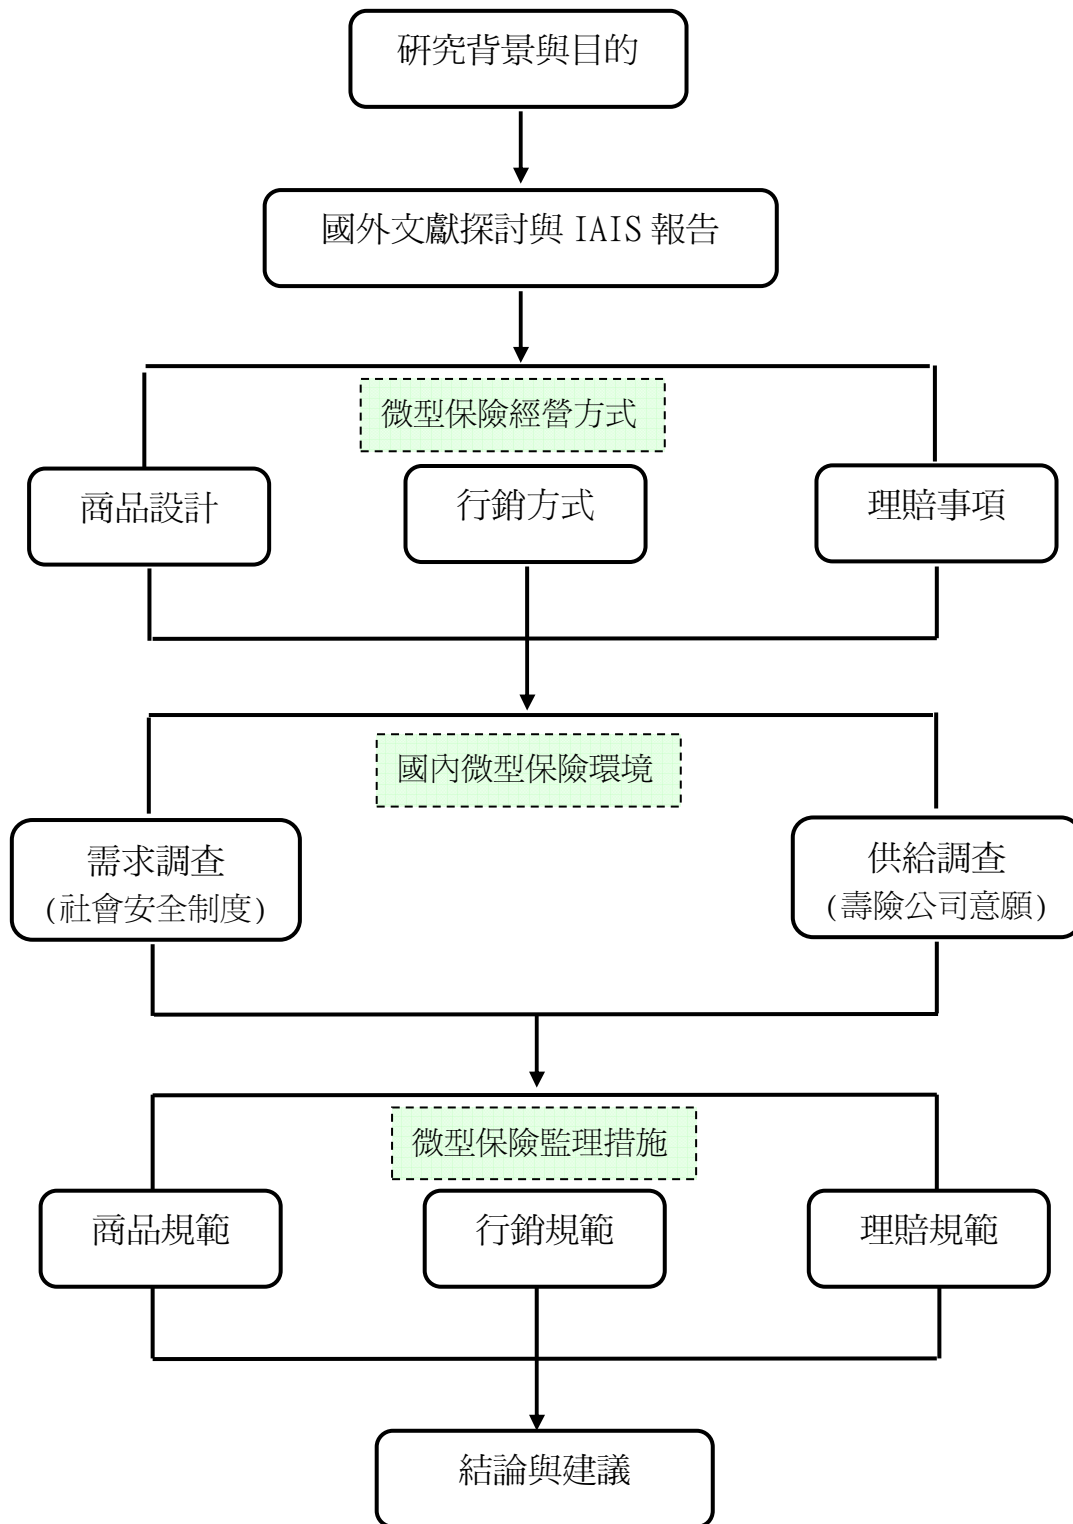 研究背景與目的
國外文獻探討與 IAIS 報告
微型保險經營方式
商品設計
行銷方式
理賠事項
國內微型保險環境
需求調查
(社會安全制度)
供給調查
(壽險公司意願)
微型保險監理措施
商品規範
行銷規範
理賠規範
結論與建議